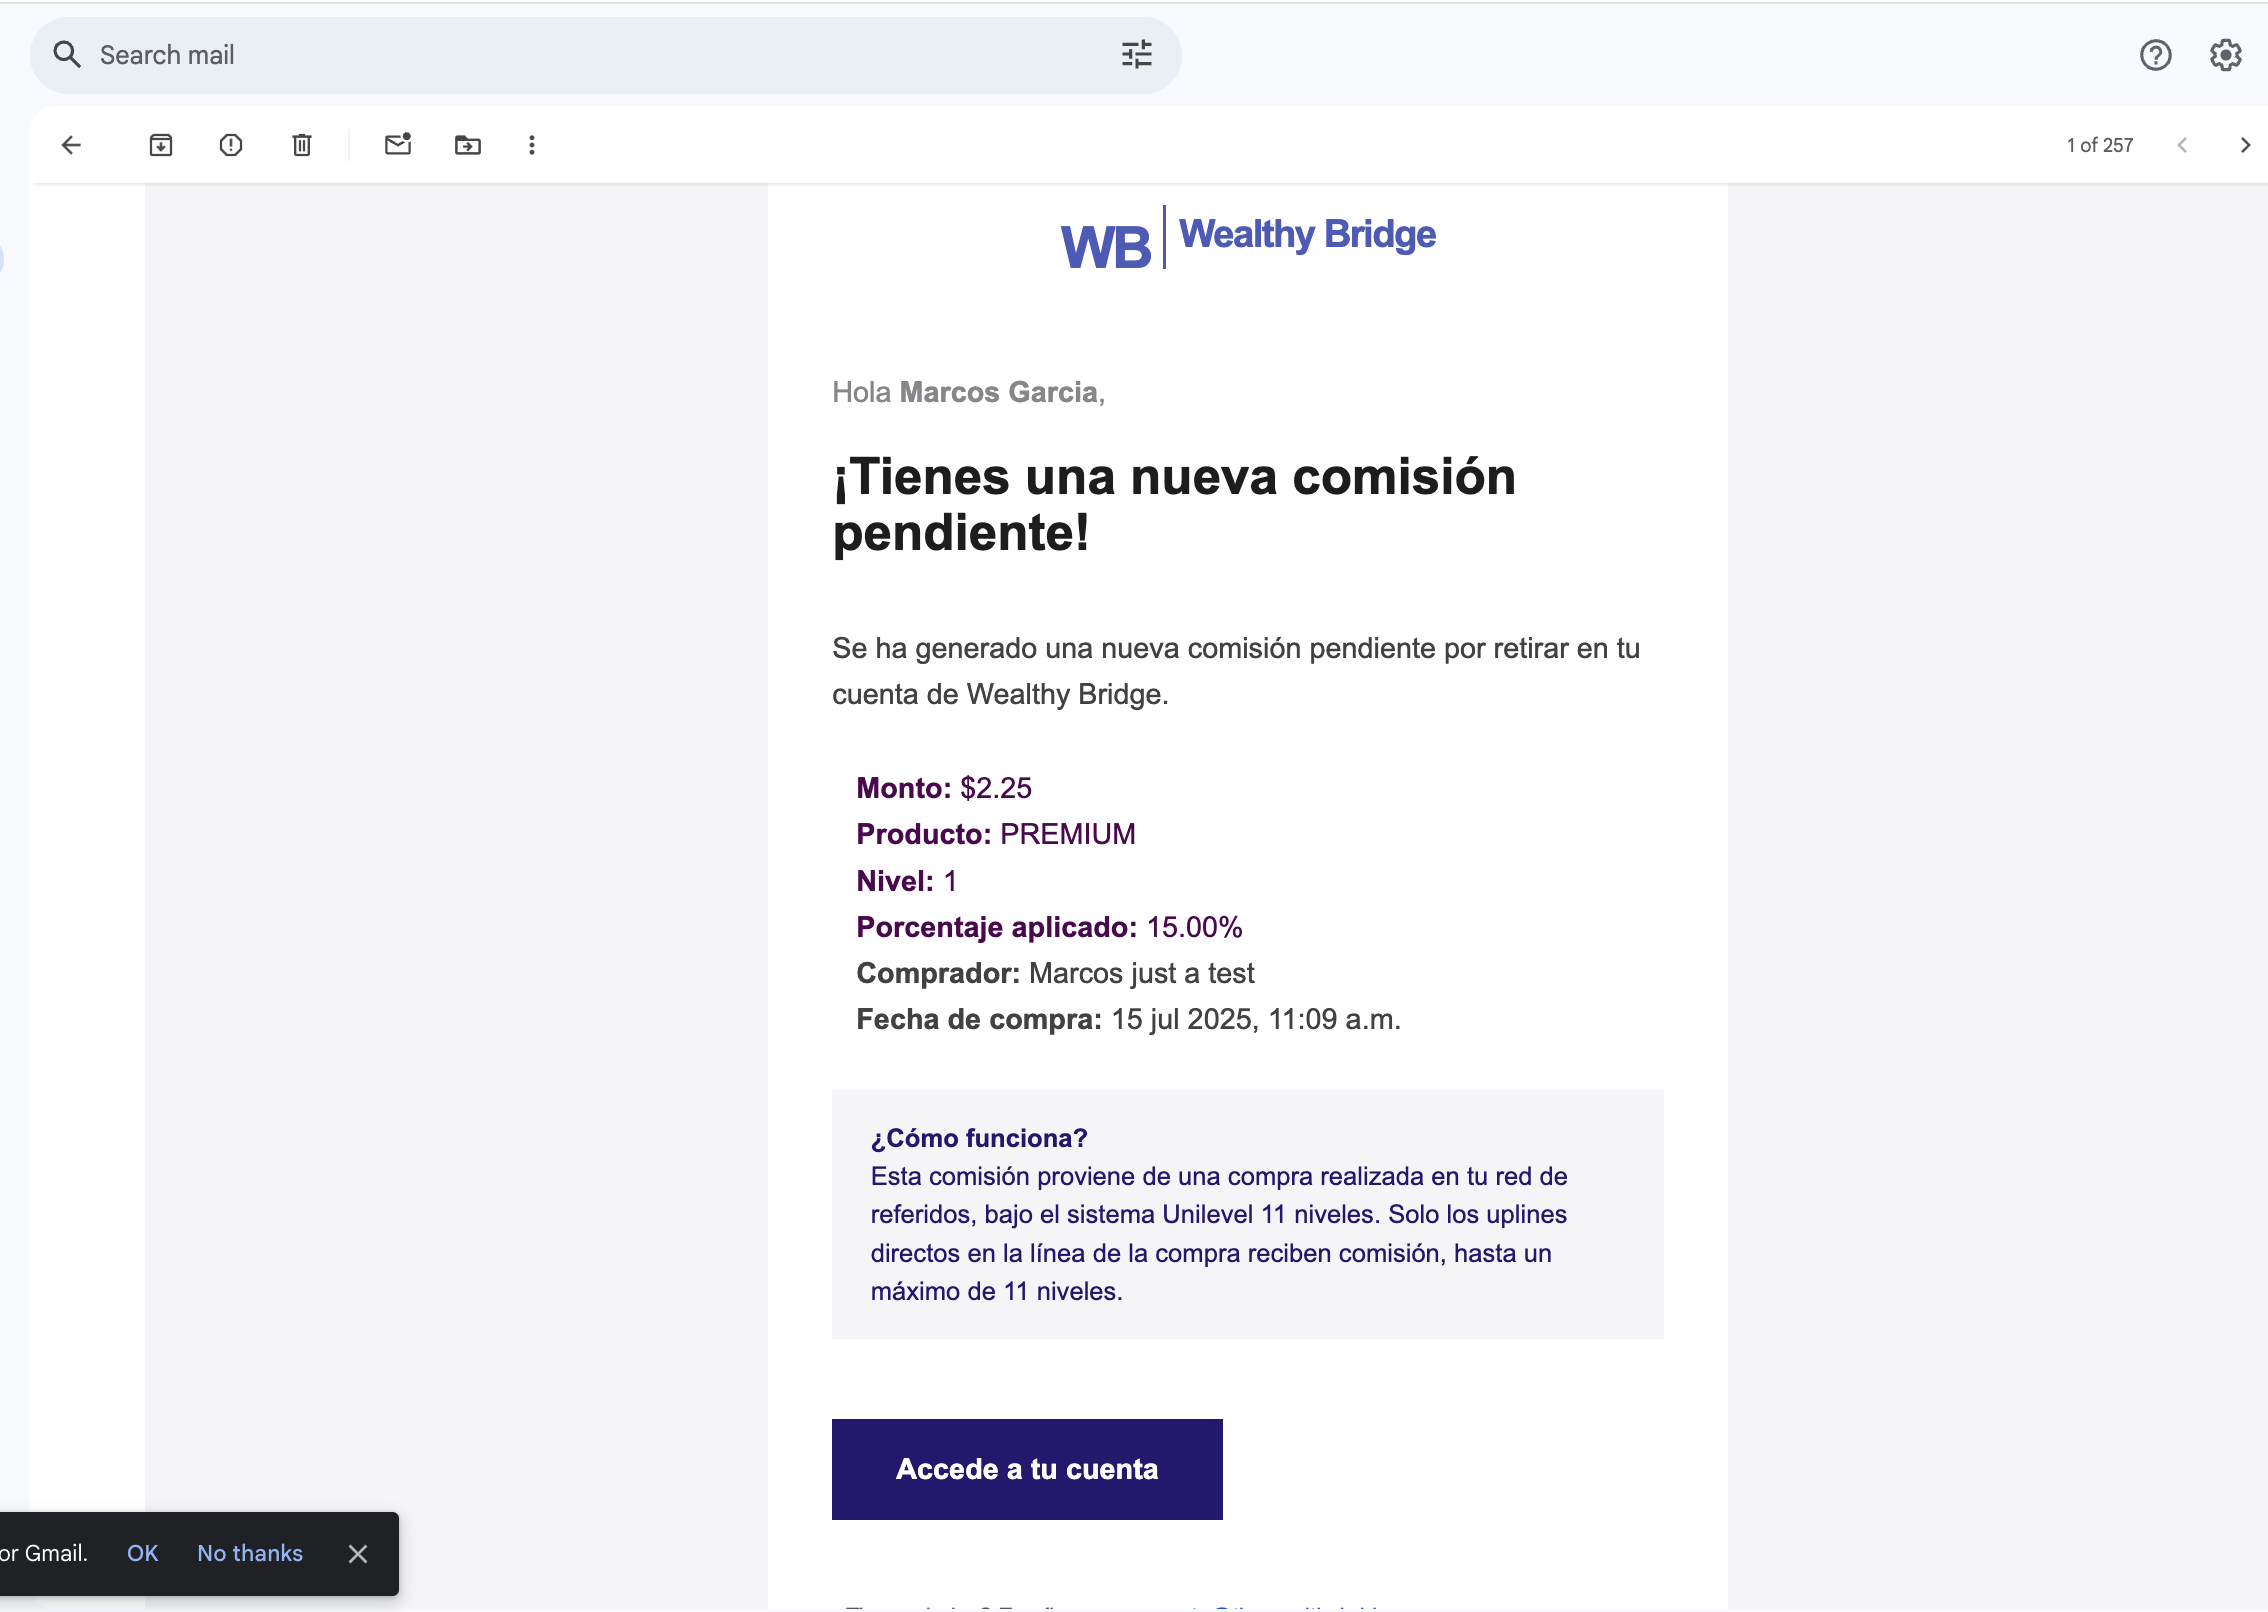 Search mail
1 of 257
WB Wealthy Bridge
Hola Marcos Garcia,
¡Tienes una nueva comisión
pendiente!
Se ha generado una nueva comisión pendiente por retirar en tu
cuenta de Wealthy Bridge.
Monto: $2.25
Producto: PREMIUM
Nivel: 1
Porcentaje aplicado: 15.00%
Comprador: Marcos just a test
Fecha de compra: 15 jul 2025, 11:09 a.m.
¿Cómo funciona?
Esta comisión proviene de una compra realizada en tu red de
referidos, bajo el sistema Unilevel 11 niveles. Solo los uplines
directos en la línea de la compra reciben comisión, hasta un
máximo de 11 niveles.
Accede a tu cuenta
or Gmail. OK No thanks